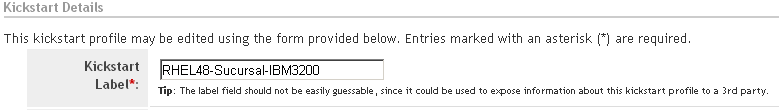 Kickstart Details
This kickstart profile may be edited using the form provided below. Entries marked with an asterisk (*) are required.
Kickstart
Label*:
RHEL48-Sucursal-IBM3200
Tip: The label field should not be easily guessable, since it could be used to expose information about this kickstart profile to a 3rd party.